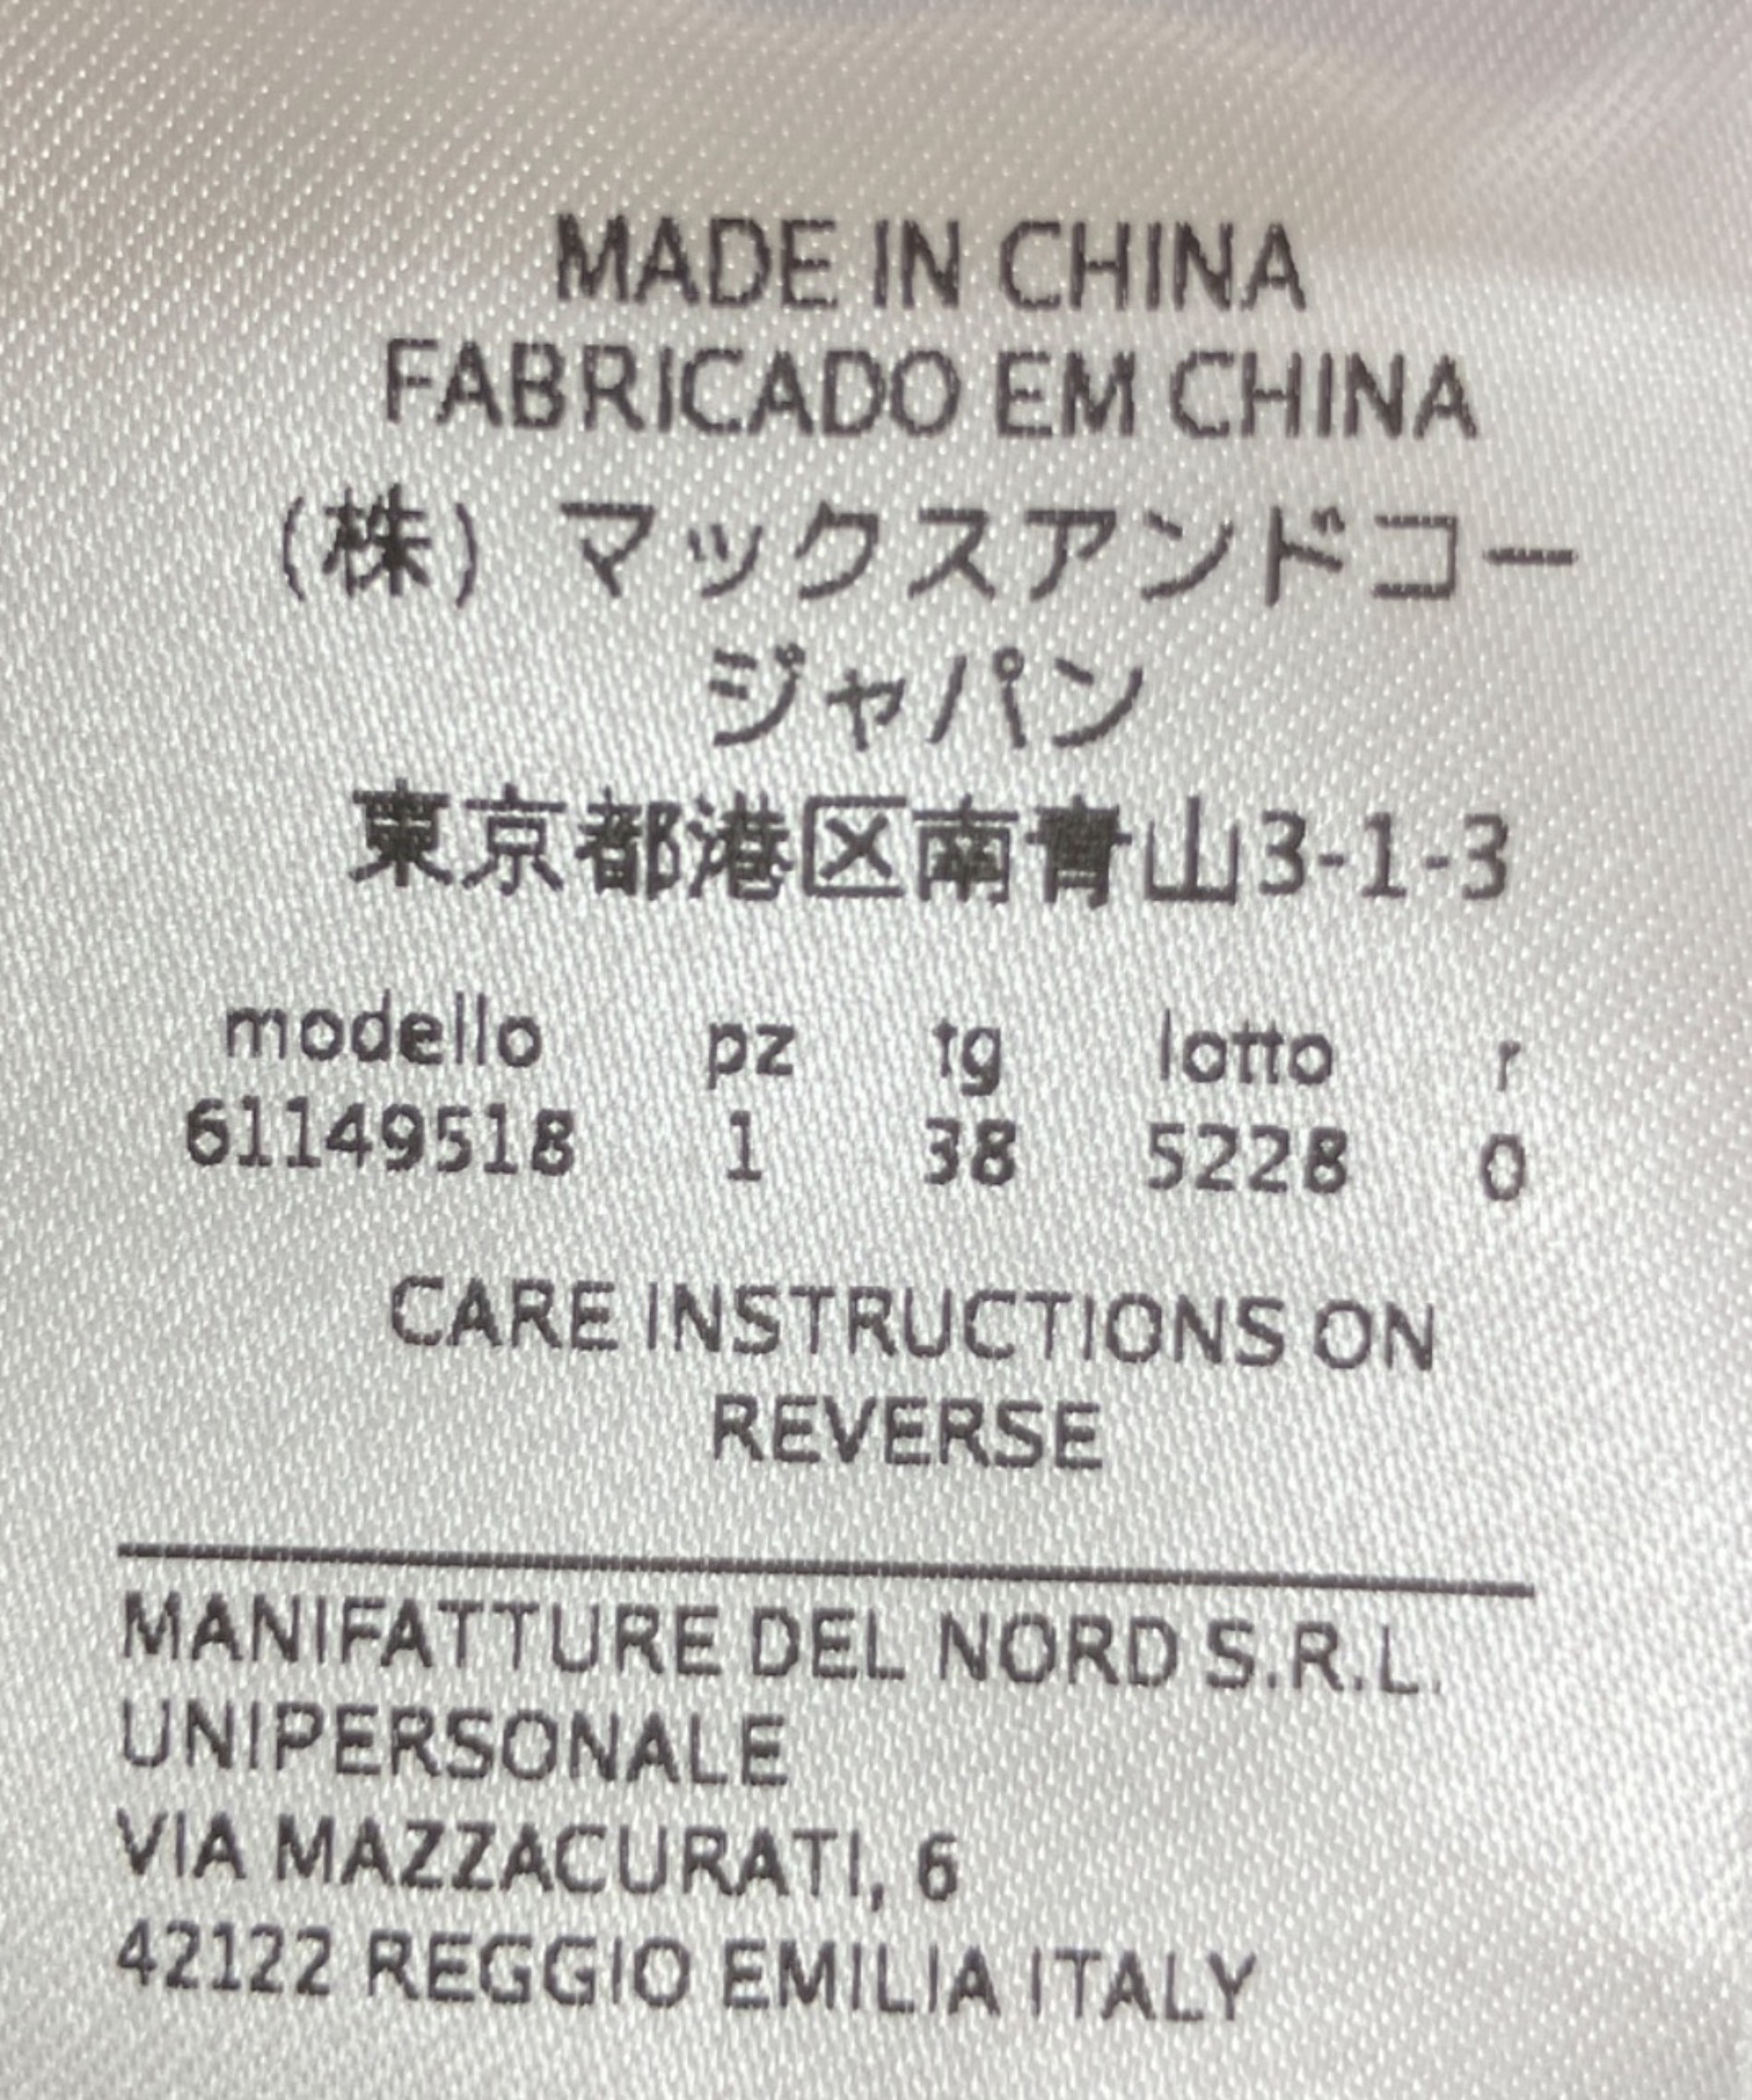 MADE IN CHINA
FABRICADO EM CHINA
(株) マックスアンドコー
ジャパン
東京都港区南青山3-1-3
modello pz tg lotto r
61149518 1 38 5228 0
CARE INSTRUCTIONS ON
REVERSE
MANIFATTURE DEL NORD S.R.L.
UNIPERSONALE
VIA MAZZACURATI, 6
42122 REGGIO EMILIA ITALY